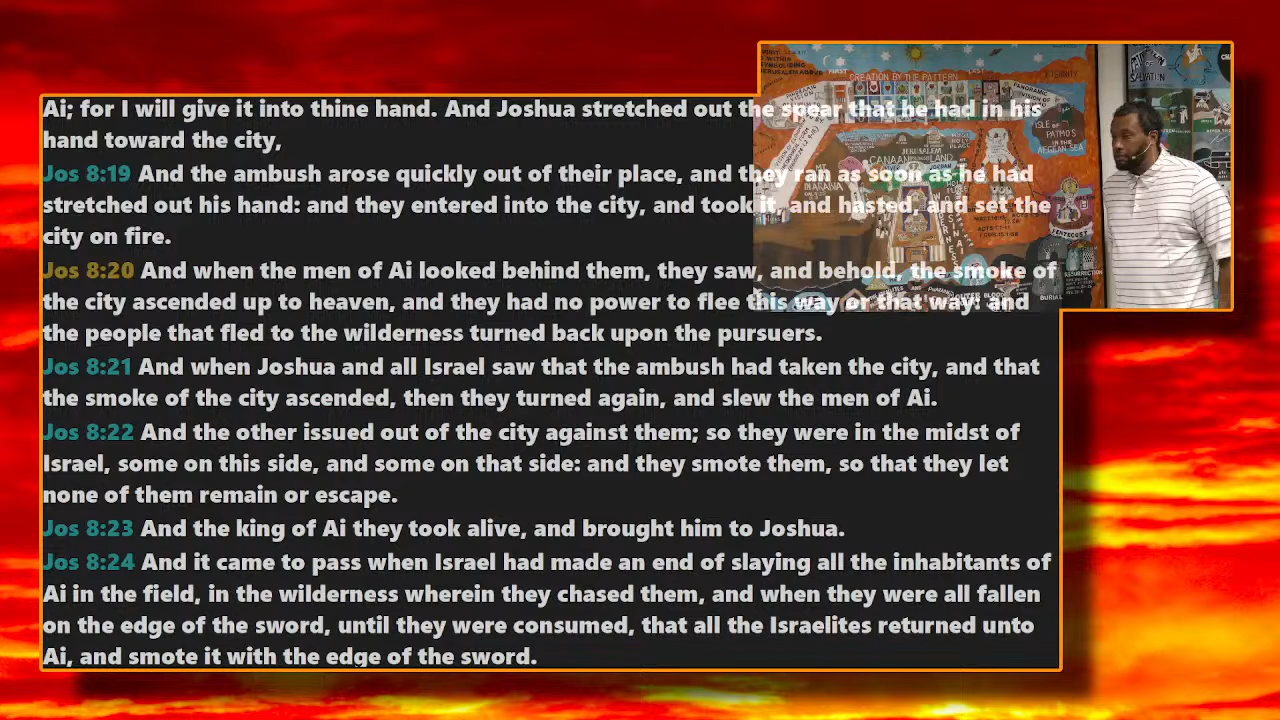 Ai; for I will give it into thine hand. And Joshua stretched out the spear that he had in his
hand toward the city,
Jos 8:19 And the ambush arose quickly out of their place, and they ran as soon as he had
stretched out his hand: and they entered into the city, and took it, and hasted, and set the
city on fire.
Jos 8:20 And when the men of Ai looked behind them, they saw, and behold, the smoke of
the city ascended up to heaven, and they had no power to flee this way or that way: and
the people that fled to the wilderness turned back upon the pursuers.
Jos 8:21 And when Joshua and all Israel saw that the ambush had taken the city, and that
the smoke of the city ascended, then they turned again, and slew the men of Ai.
Jos 8:22 And the other issued out of the city against them; so they were in the midst of
Israel, some on this side, and some on that side: and they smote them, so that they let
none of them remain or escape.
Jos 8:23 And the king of Ai they took alive, and brought him to Joshua.
Jos 8:24 And it came to pass when Israel had made an end of slaying all the inhabitants of
Ai in the field, in the wilderness wherein they chased them, and when they were all fallen
on the edge of the sword, until they were consumed, that all the Israelites returned unto
Ai, and smote it with the edge of the sword.
FIRST
LAST
CREATION BY THE PATTERN
ETERNITY
PANORAMIC
VISION OF
ISLE OF
PATMOS
IN THE
AEGEAN SEA
JERUSALEM
CANAAN LAND
HOLY
PLACE
PENTECOST
RESURRECTION
BURIAL